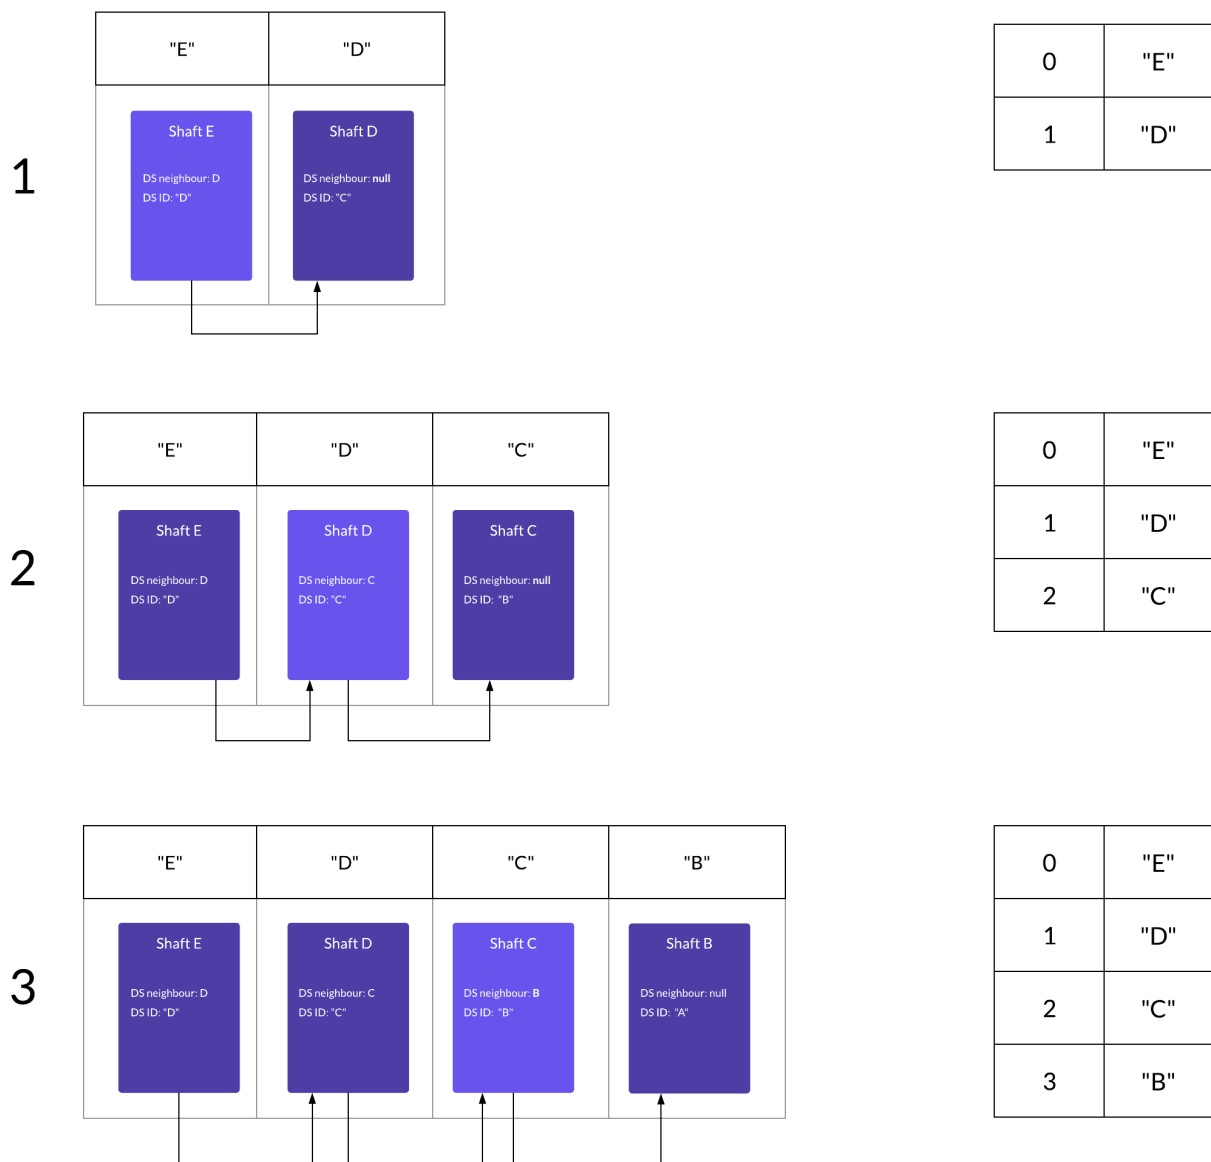 "E" "D"
0 "E"
1 "D"
1
Shaft E
DS neighbour: D
DS ID: "D"
Shaft D
DS neighbour: null
DS ID: "C"
"E" "D" "C"
0 "E"
1 "D"
2 "C"
2
Shaft E
DS neighbour: D
DS ID: "D"
Shaft D
DS neighbour: C
DS ID: "C"
Shaft C
DS neighbour: null
DS ID: "B"
"E" "D" "C" "B"
0 "E"
1 "D"
2 "C"
3 "B"
3
Shaft E
DS neighbour: D
DS ID: "D"
Shaft D
DS neighbour: C
DS ID: "C"
Shaft C
DS neighbour: B
DS ID: "B"
Shaft B
DS neighbour: null
DS ID: "A"